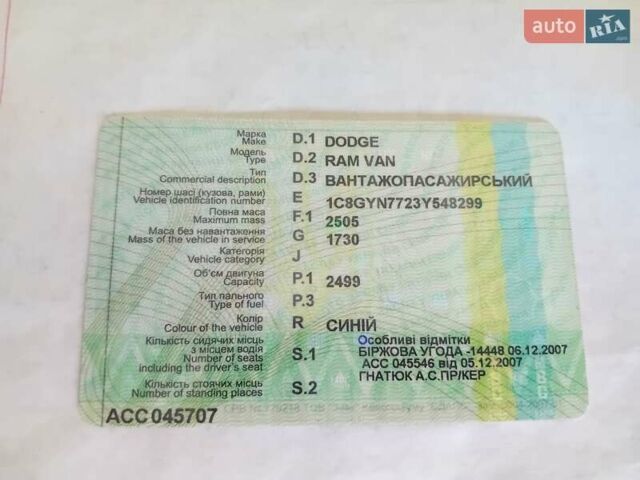 auto RIA.com
Марка D.1 DODGE
Make
Модель D.2 RAM VAN
Type
Тип D.3 ВАНТАЖОПАСАЖИРСЬКИЙ
Commercial description
Номер шасі (кузова, рами) E 1C8GYN7723Y548299
Vehicle identification number
Повна маса F.1 2505
Maximum mass
Маса без навантаження G 1730
Mass of the vehicle in service
Категорія J
Vehicle category
Об'єм двигуна P.1 2499
Capacity
Тип пального P.3
Type of fuel
Колір R СИНІЙ
Colour of the vehicle
Кількість сидячих місць Особливі відмітки
з місцем водія S.1 БІРЖОВА УГОДА -14448 06.12.2007
Number of seats АСС 045546 від 05.12.2007
including the driver's seat ГНАТЮК А.С.ПР/КЕР
Кількість стоячих місць S.2
Number of standing places
АСС 045707